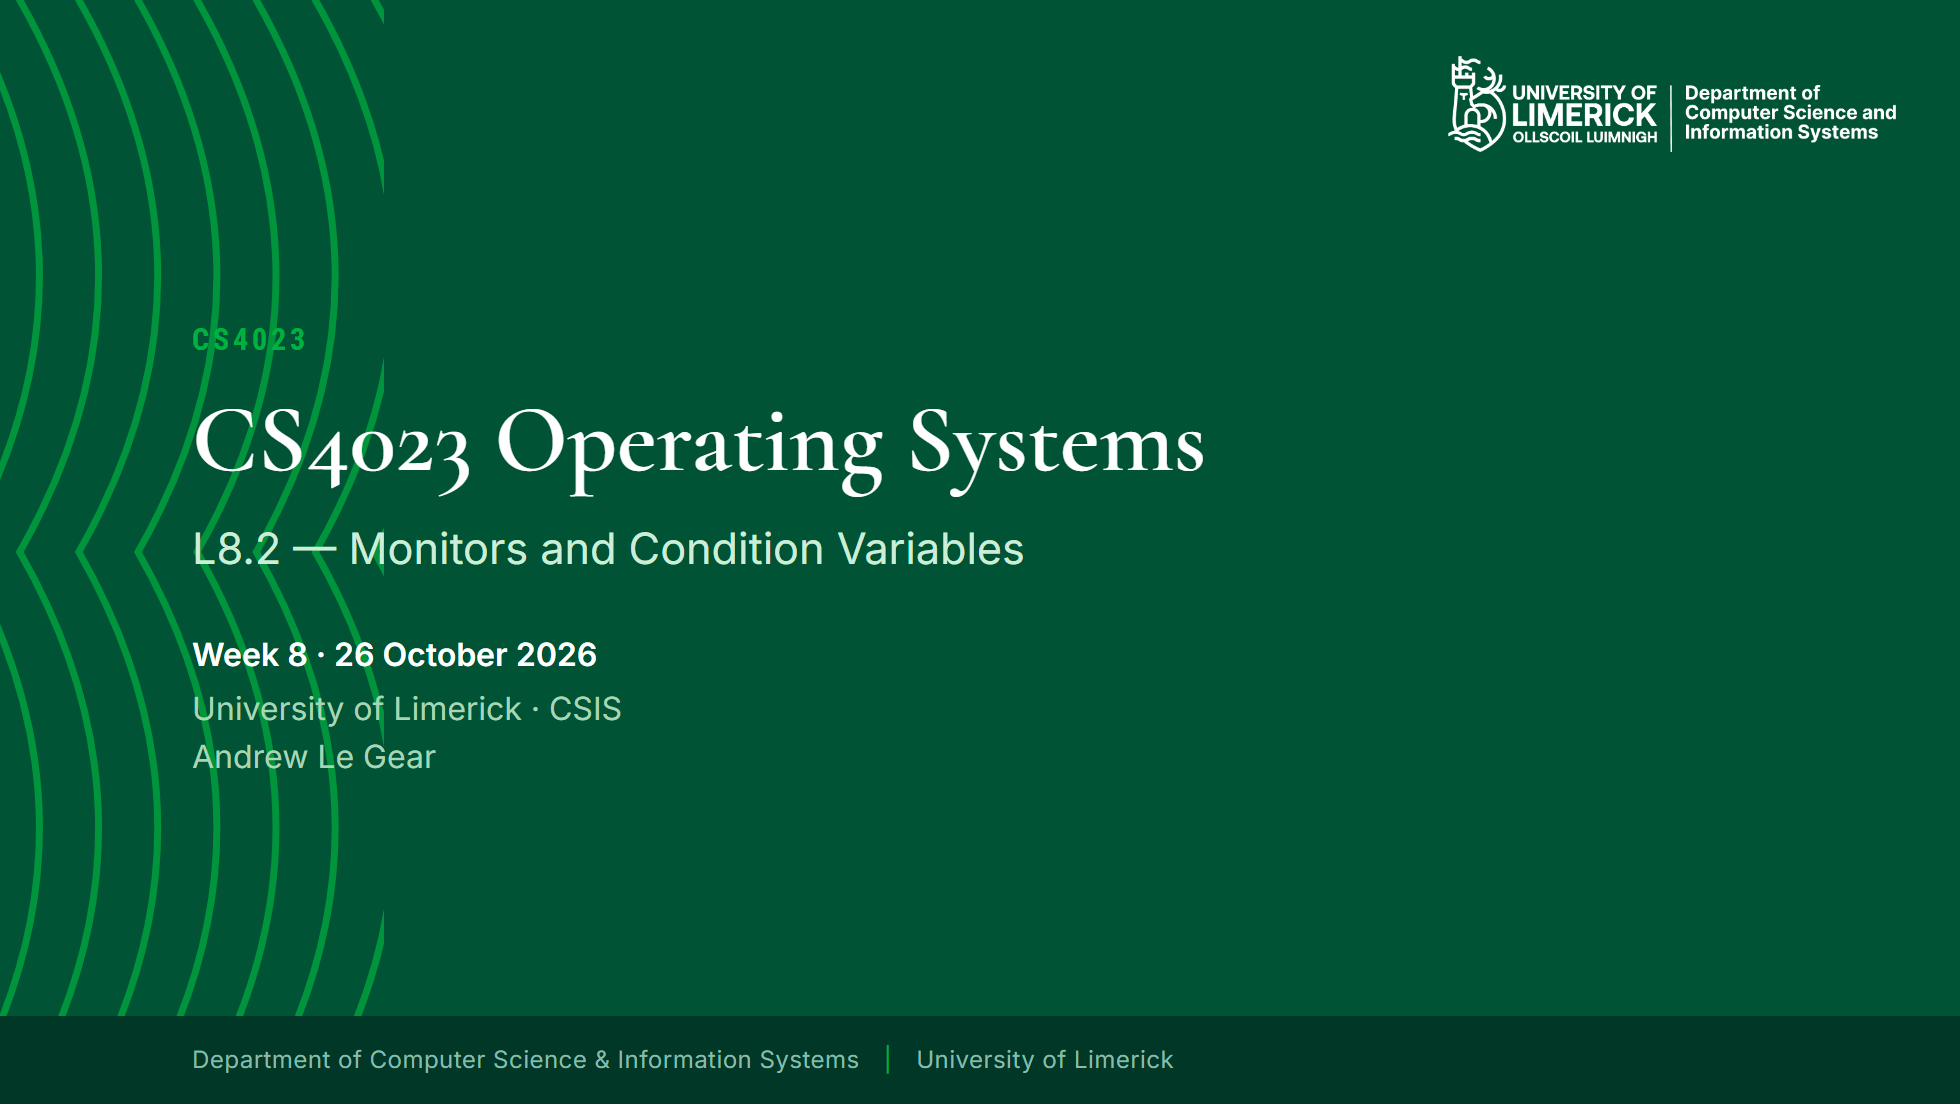 UNIVERSITY OF
LIMERICK
OLLSCOIL LUIMNIGH
Department of
Computer Science and
Information Systems
CS4023
CS4023 Operating Systems
L8.2 — Monitors and Condition Variables
Week 8 · 26 October 2026
University of Limerick · CSIS
Andrew Le Gear
Department of Computer Science & Information Systems | University of Limerick